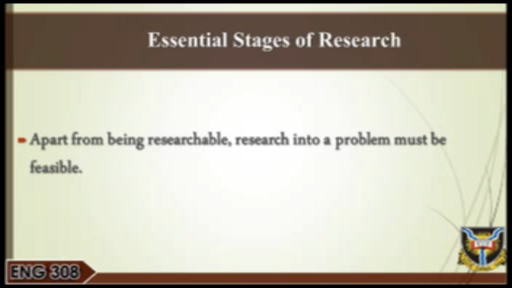 Essential Stages of Research
Apart from being researchable, research into a problem must be
feasible.
ENG 308